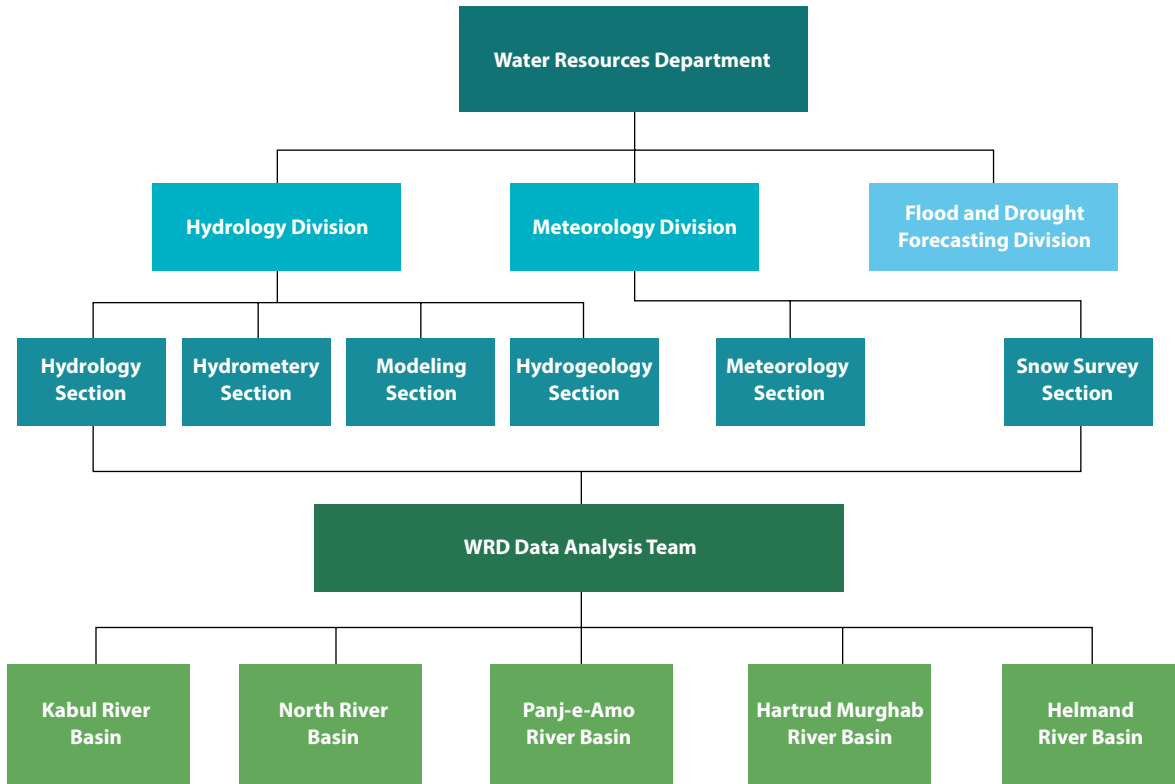 Water Resources Department
Hydrology Division
Meteorology Division
Flood and Drought
Forecasting Division
Hydrology
Section
Hydrometery
Section
Modeling
Section
Hydrogeology
Section
Meteorology
Section
Snow Survey
Section
WRD Data Analysis Team
Kabul River
Basin
North River
Basin
Panj-e-Amo
River Basin
Hartrud Murghab
River Basin
Helmand
River Basin